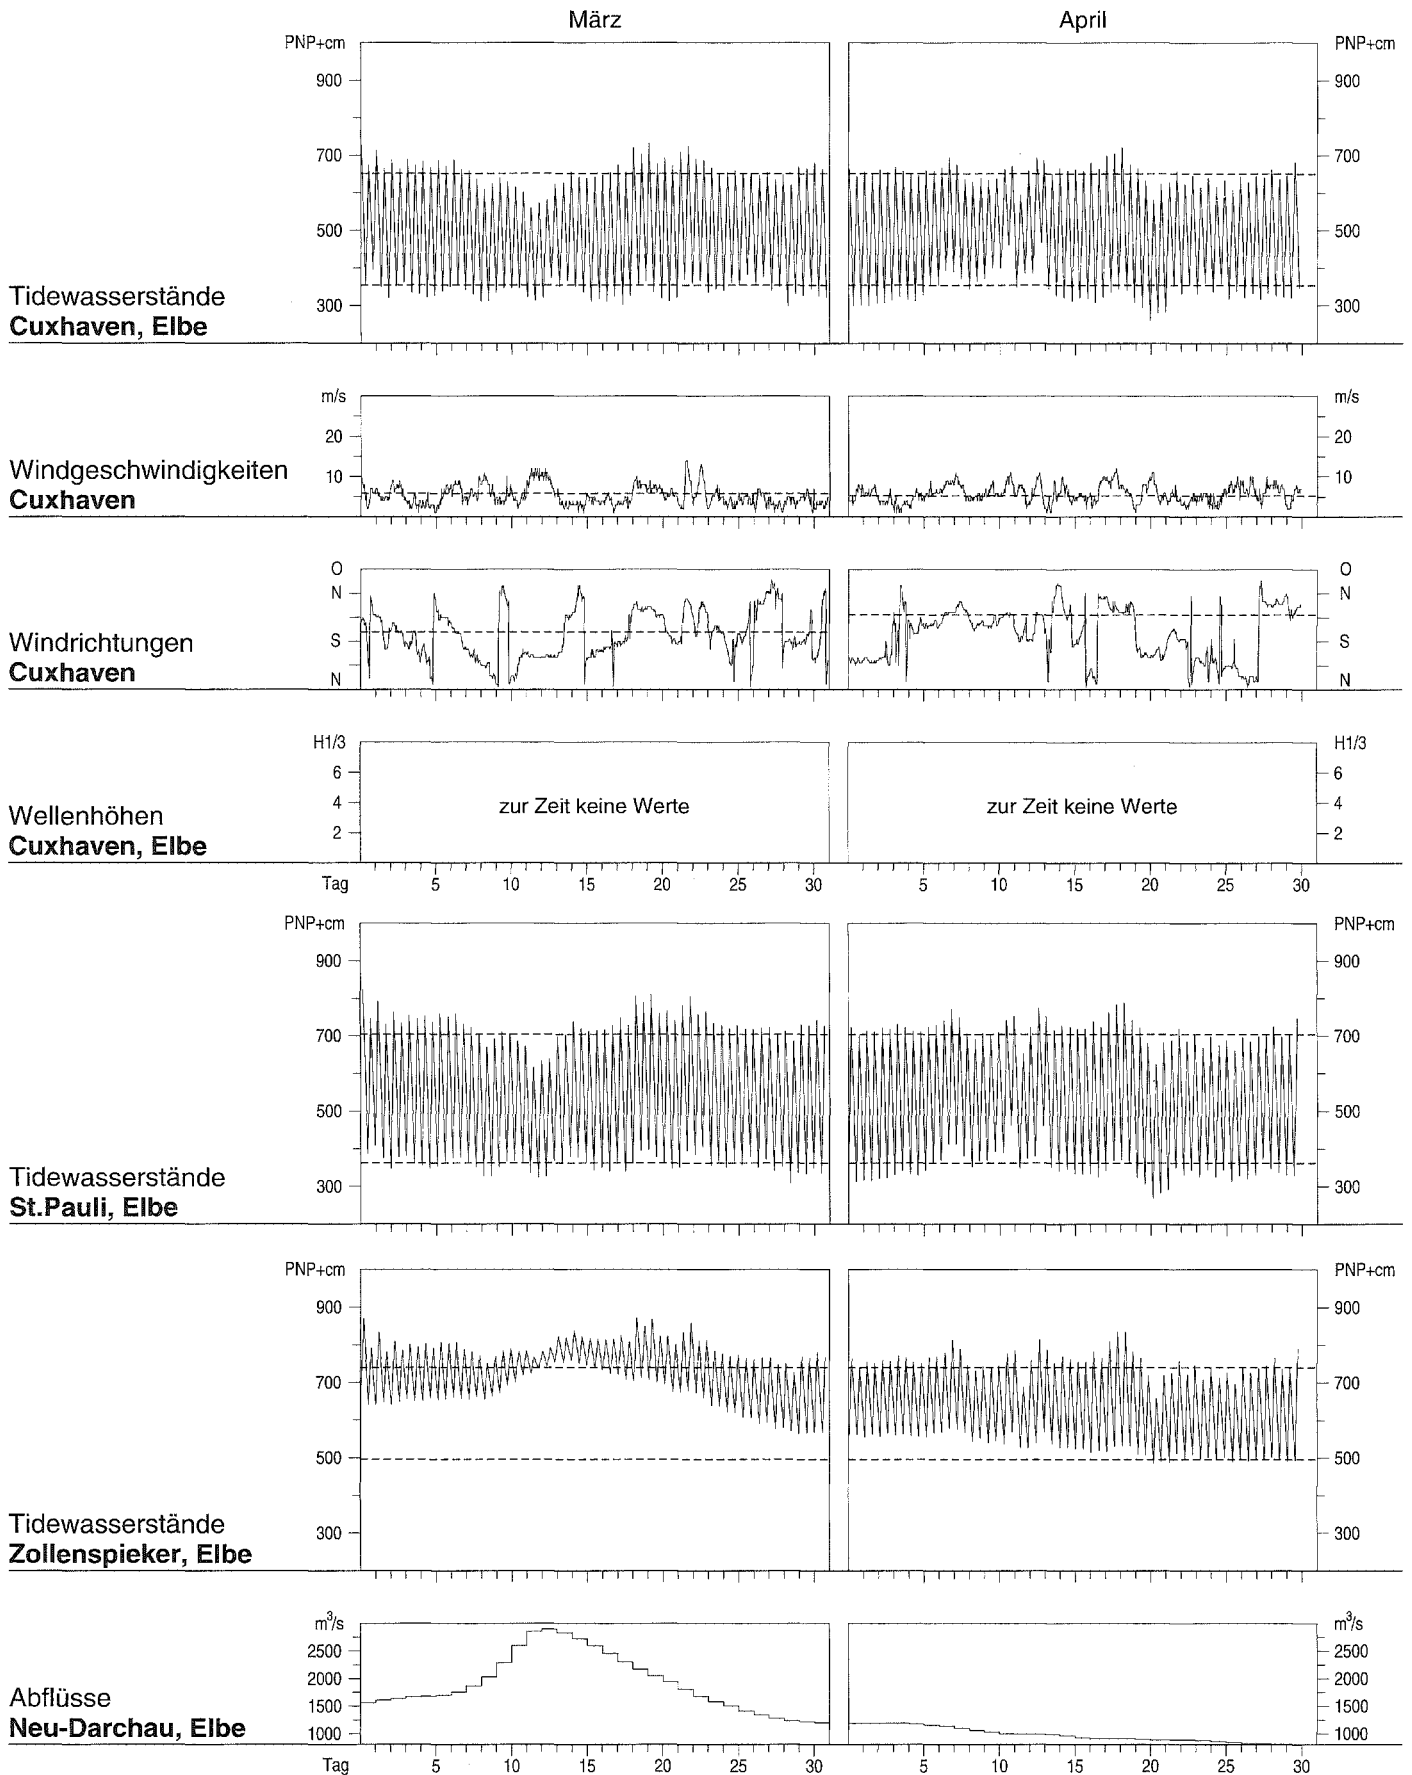 März April
PNP+cm PNP+cm
900 900
700 700
500 500
300 300
Tidewasserstände
Cuxhaven, Elbe
m/s m/s
20 20
10 10
Windgeschwindigkeiten
Cuxhaven
O O
N N
S S
N N
Windrichtungen
Cuxhaven
H1/3 H1/3
6 6
4 zur Zeit keine Werte zur Zeit keine Werte 4
2 2
Wellenhöhen
Cuxhaven, Elbe
Tag 5 10 15 20 25 30 5 10 15 20 25 30
PNP+cm PNP+cm
900 900
700 700
500 500
300 300
Tidewasserstände
St.Pauli, Elbe
PNP+cm PNP+cm
900 900
700 700
500 500
300 300
Tidewasserstände
Zollenspieker, Elbe
m³/s m³/s
2500 2500
2000 2000
1500 1500
1000 1000
Abflüsse
Neu-Darchau, Elbe
Tag 5 10 15 20 25 30 5 10 15 20 25 30